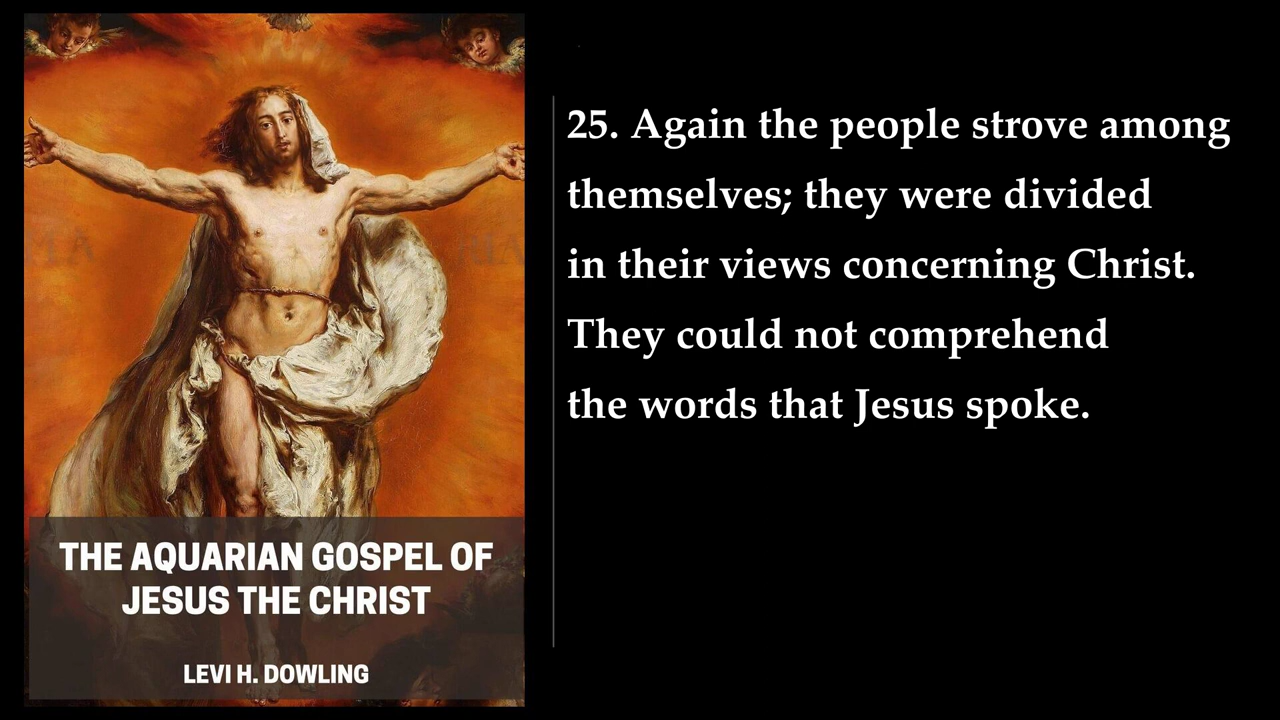 THE AQUARIAN GOSPEL OF
JESUS THE CHRIST
LEVI H. DOWLING
25. Again the people strove among
themselves; they were divided
in their views concerning Christ.
They could not comprehend
the words that Jesus spoke.